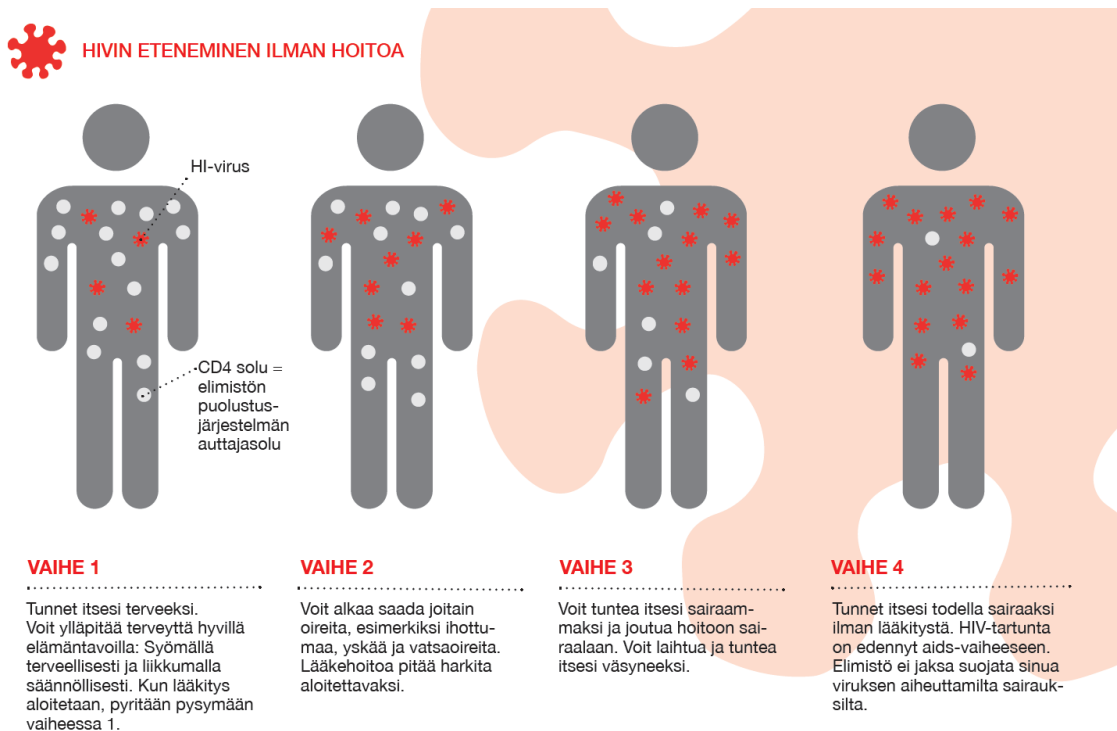 HIVIN ETENEMINEN ILMAN HOITOA
HI-virus
CD4 solu =
elimistön
puolustus-
järjestelmän
auttajasolu
VAIHE 1
Tunnet itsesi terveeksi.
Voit ylläpitää terveyttä hyvillä
elämäntavoilla: Syömällä
terveellisesti ja liikkumalla
säännöllisesti. Kun lääkitys
aloitetaan, pyritään pysymään
vaiheessa 1.
VAIHE 2
Voit alkaa saada joitain
oireita, esimerkiksi ihottu-
maa, yskää ja vatsaoireita.
Lääkehoitoa pitää harkita
aloitettavaksi.
VAIHE 3
Voit tuntea itsesi sairaam-
maksi ja joutua hoitoon sai-
raalaan. Voit laihtua ja tuntea
itsesi väsyneeksi.
VAIHE 4
Tunnet itsesi todella sairaaksi
ilman lääkitystä. HIV-tartunta
on edennyt aids-vaiheeseen.
Elimistö ei jaksa suojata sinua
viruksen aiheuttamilta sairauk-
silta.